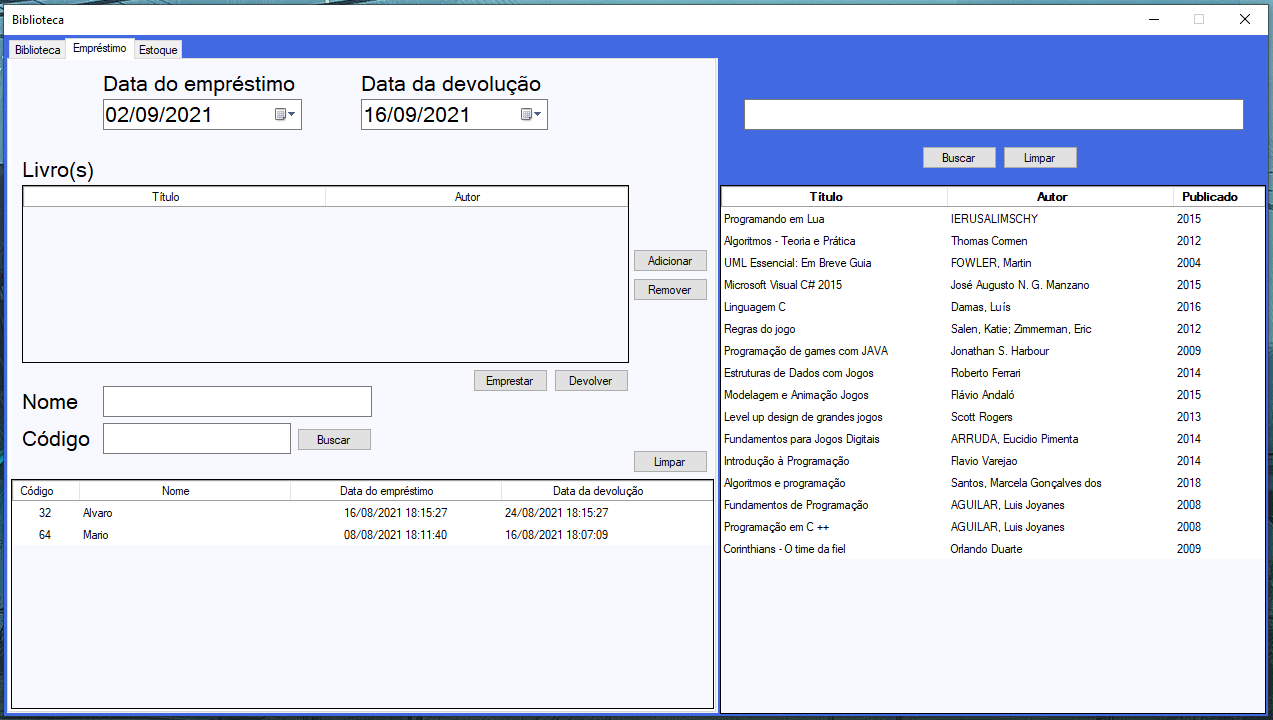 Biblioteca
Biblioteca Empréstimo Estoque
Data do empréstimo Data da devolução
02/09/2021 16/09/2021
Livro(s)
Título Autor
Adicionar
Remover
Emprestar Devolver
Nome
Código Buscar
Limpar
Código Nome Data do empréstimo Data da devolução
32 Alvaro 16/08/2021 18:15:27 24/08/2021 18:15:27
64 Mario 08/08/2021 18:11:40 16/08/2021 18:07:09
Buscar Limpar
Título Autor Publicado
Programando em Lua IERUSALIMSCHY 2015
Algoritmos - Teoria e Prática Thomas Cormen 2012
UML Essencial: Em Breve Guia FOWLER, Martin 2004
Microsoft Visual C# 2015 José Augusto N. G. Manzano 2015
Linguagem C Damas, Luís 2016
Regras do jogo Salen, Katie; Zimmerman, Eric 2012
Programação de games com JAVA Jonathan S. Harbour 2009
Estruturas de Dados com Jogos Roberto Ferrari 2014
Modelagem e Animação Jogos Flávio Andaló 2015
Level up design de grandes jogos Scott Rogers 2013
Fundamentos para Jogos Digitais ARRUDA, Eucidio Pimenta 2014
Introdução à Programação Flavio Varejao 2014
Algoritmos e programação Santos, Marcela Gonçalves dos 2018
Fundamentos de Programação AGUILAR, Luis Joyanes 2008
Programação em C ++ AGUILAR, Luis Joyanes 2008
Corinthians - O time da fiel Orlando Duarte 2009